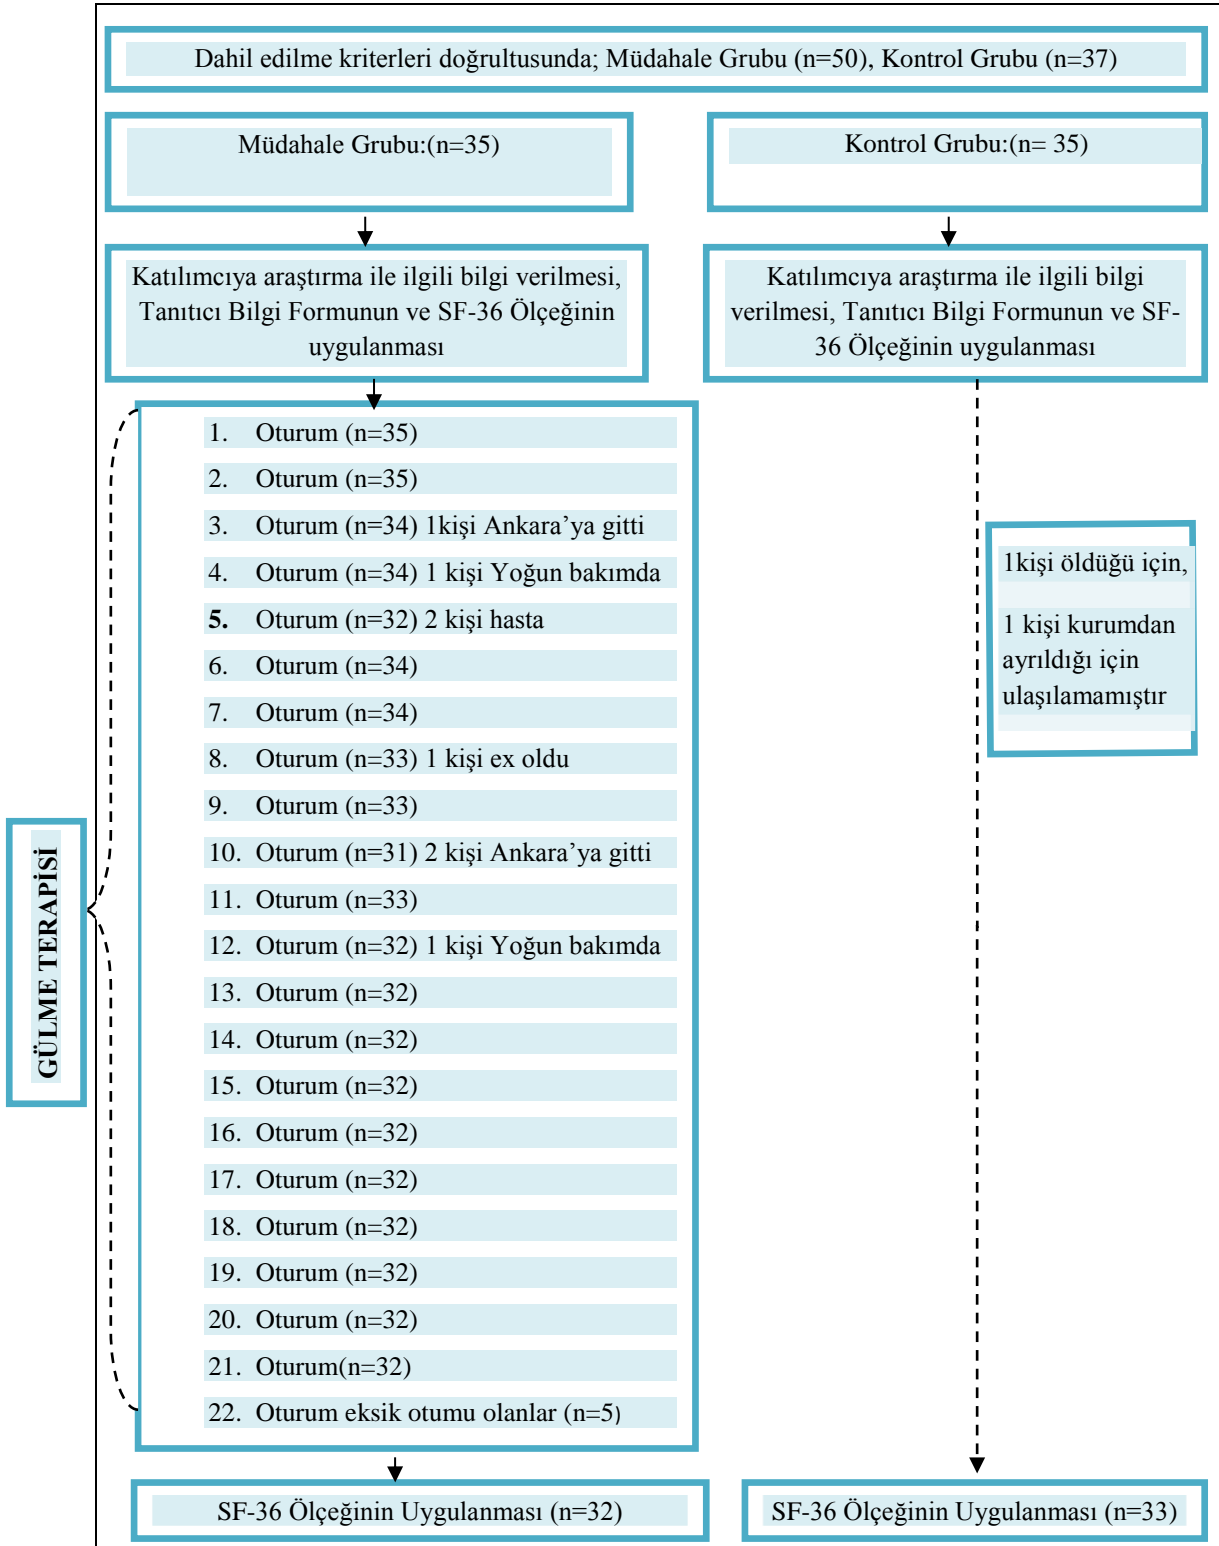 Dahil edilme kriterleri doğrultusunda; Müdahale Grubu (n=50), Kontrol Grubu (n=37)
Müdahale Grubu:(n=35)
Kontrol Grubu:(n= 35)
Katılımcıya araştırma ile ilgili bilgi verilmesi,
Tanıtıcı Bilgi Formunun ve SF-36 Ölçeğinin
uygulanması
Katılımcıya araştırma ile ilgili bilgi
verilmesi, Tanıtıcı Bilgi Formunun ve SF-
36 Ölçeğinin uygulanması
GÜLME TERAPİSİ
1. Oturum (n=35)
2. Oturum (n=35)
3. Oturum (n=34) 1kişi Ankara’ya gitti
4. Oturum (n=34) 1 kişi Yoğun bakımda
5. Oturum (n=32) 2 kişi hasta
6. Oturum (n=34)
7. Oturum (n=34)
8. Oturum (n=33) 1 kişi ex oldu
9. Oturum (n=33)
10. Oturum (n=31) 2 kişi Ankara’ya gitti
11. Oturum (n=33)
12. Oturum (n=32) 1 kişi Yoğun bakımda
13. Oturum (n=32)
14. Oturum (n=32)
15. Oturum (n=32)
16. Oturum (n=32)
17. Oturum (n=32)
18. Oturum (n=32)
19. Oturum (n=32)
20. Oturum (n=32)
21. Oturum(n=32)
22. Oturum eksik otumu olanlar (n=5)
1kişi öldüğü için,
1 kişi kurumdan
ayrıldığı için
ulaşılamamıştır
SF-36 Ölçeğinin Uygulanması (n=32)
SF-36 Ölçeğinin Uygulanması (n=33)